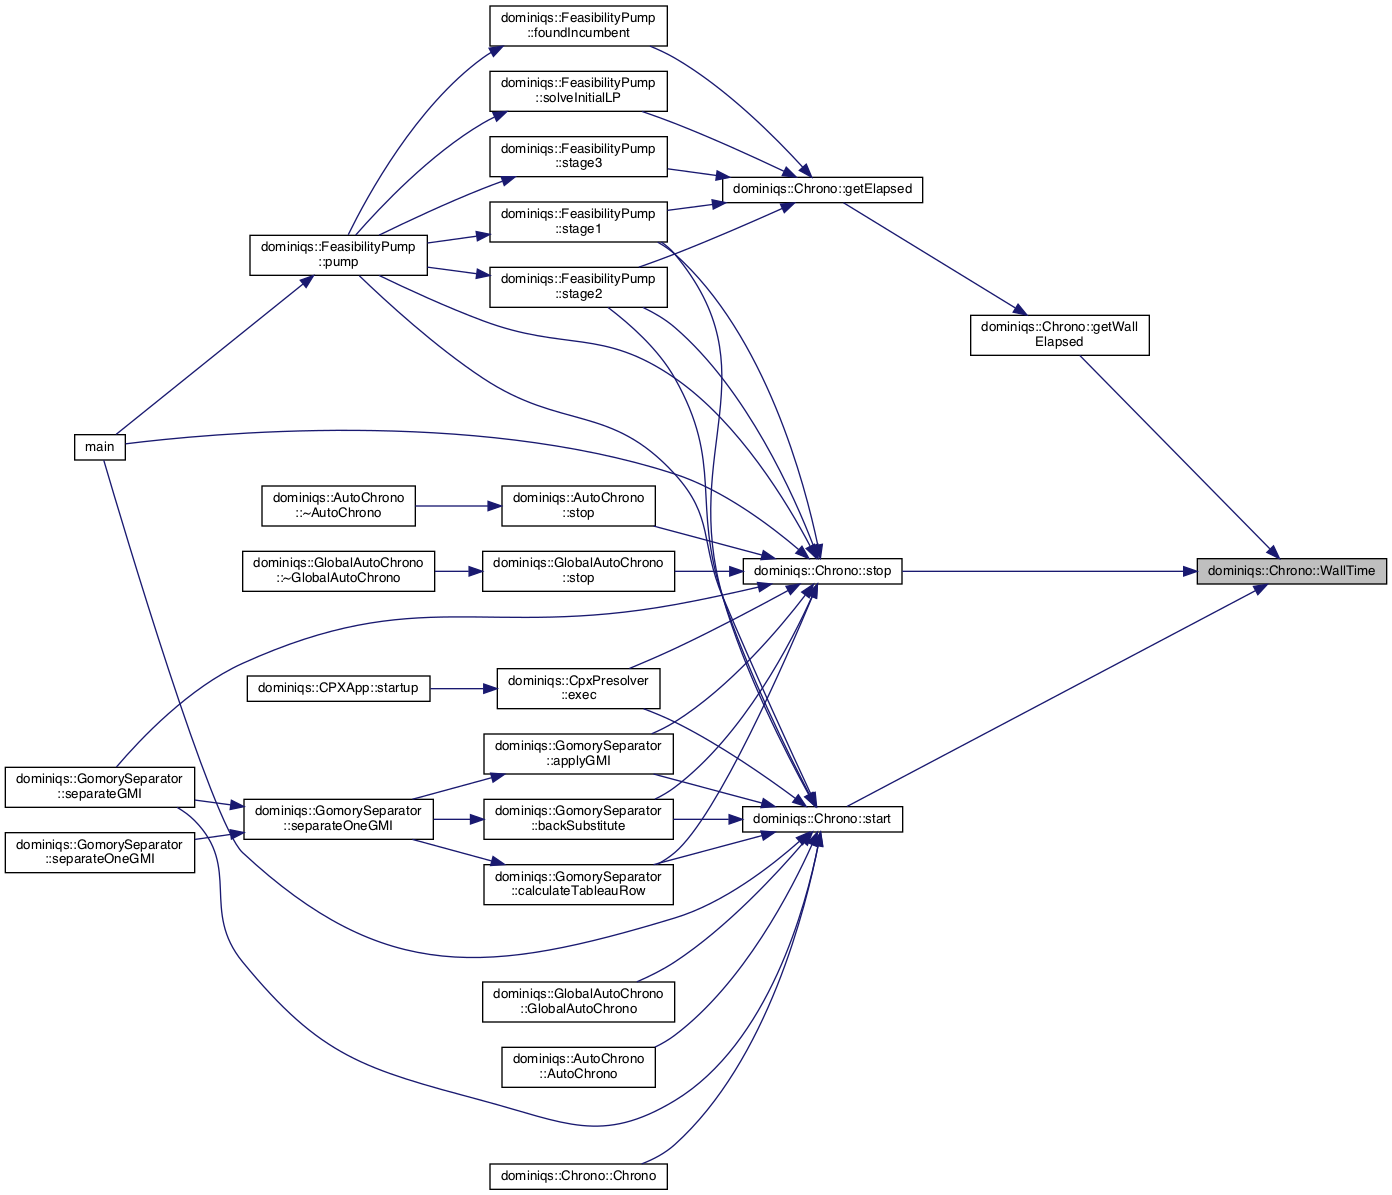 dominiqs::FeasibilityPump
::foundIncumbent
dominiqs::FeasibilityPump
::solveInitialLP
dominiqs::FeasibilityPump
::stage3
dominiqs::Chrono::getElapsed
dominiqs::FeasibilityPump
::stage1
dominiqs::FeasibilityPump
::pump
dominiqs::FeasibilityPump
::stage2
dominiqs::Chrono::getWall
Elapsed
main
dominiqs::AutoChrono
::~AutoChrono
dominiqs::AutoChrono
::stop
dominiqs::GlobalAutoChrono
::~GlobalAutoChrono
dominiqs::GlobalAutoChrono
::stop
dominiqs::Chrono::stop
dominiqs::Chrono::WallTime
dominiqs::CPXApp::startup
dominiqs::CpxPresolver
::exec
dominiqs::GomorySeparator
::applyGMI
dominiqs::GomorySeparator
::separateGMI
dominiqs::GomorySeparator
::separateOneGMI
dominiqs::GomorySeparator
::backSubstitute
dominiqs::Chrono::start
dominiqs::GomorySeparator
::separateOneGMI
dominiqs::GomorySeparator
::calculateTableauRow
dominiqs::GlobalAutoChrono
::GlobalAutoChrono
dominiqs::AutoChrono
::AutoChrono
dominiqs::Chrono::Chrono